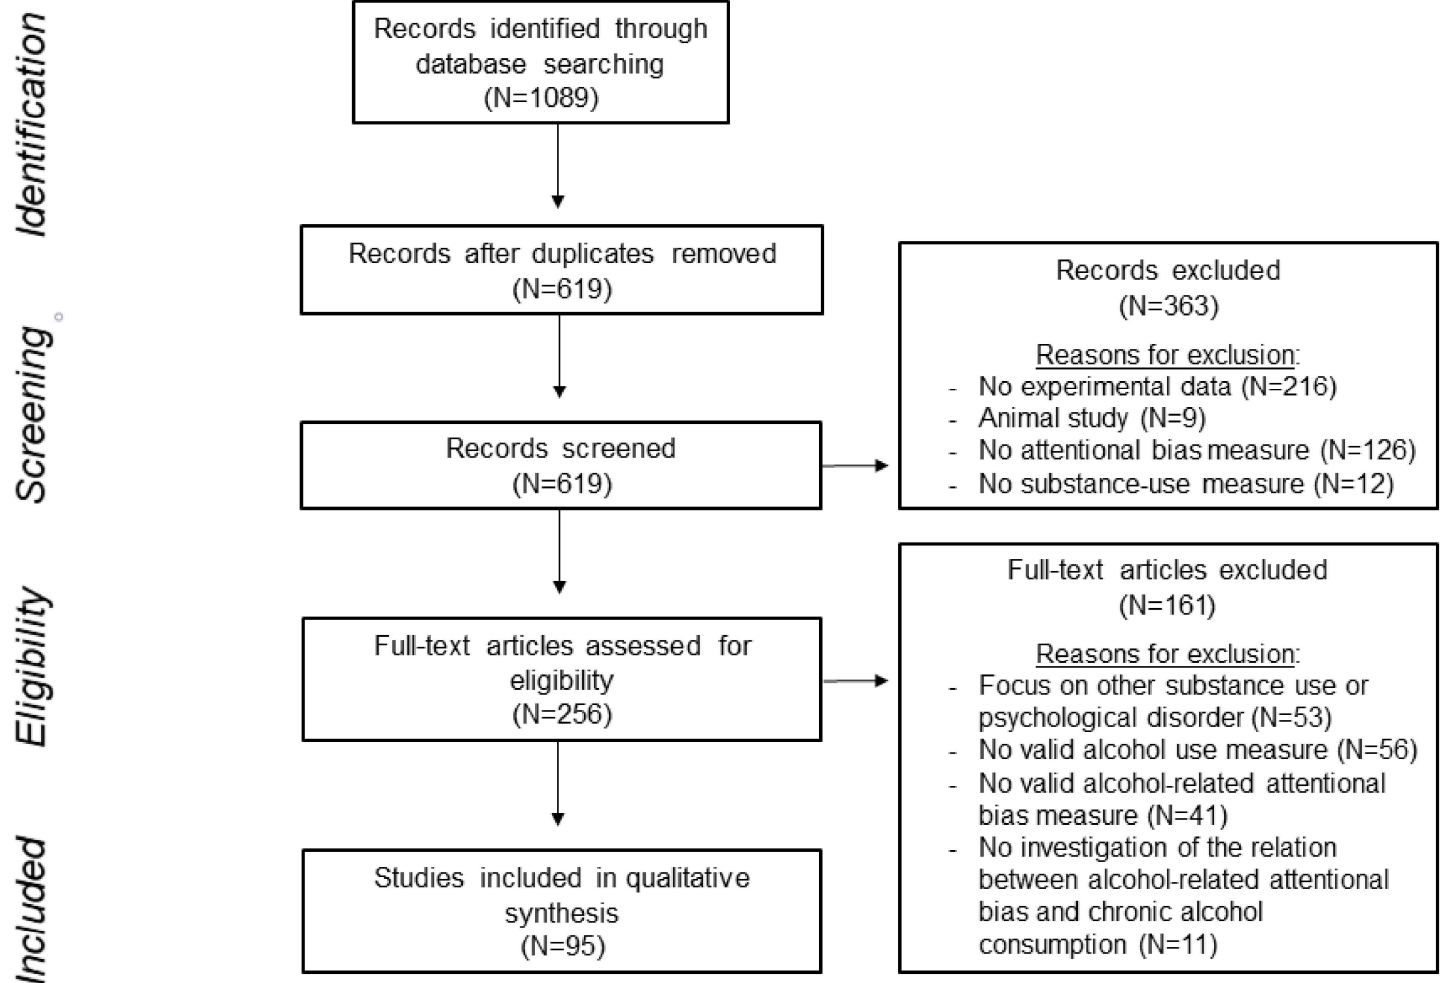 Identification
Records identified through
database searching
(N=1089)
Records after duplicates removed
(N=619)
Screening
Records screened
(N=619)
Records excluded
(N=363)
Reasons for exclusion:
- No experimental data (N=216)
- Animal study (N=9)
- No attentional bias measure (N=126)
- No substance-use measure (N=12)
Eligibility
Full-text articles assessed for
eligibility
(N=256)
Full-text articles excluded
(N=161)
Reasons for exclusion:
- Focus on other substance use or
psychological disorder (N=53)
- No valid alcohol use measure (N=56)
- No valid alcohol-related attentional
bias measure (N=41)
- No investigation of the relation
between alcohol-related attentional
bias and chronic alcohol
consumption (N=11)
Included
Studies included in qualitative
synthesis
(N=95)